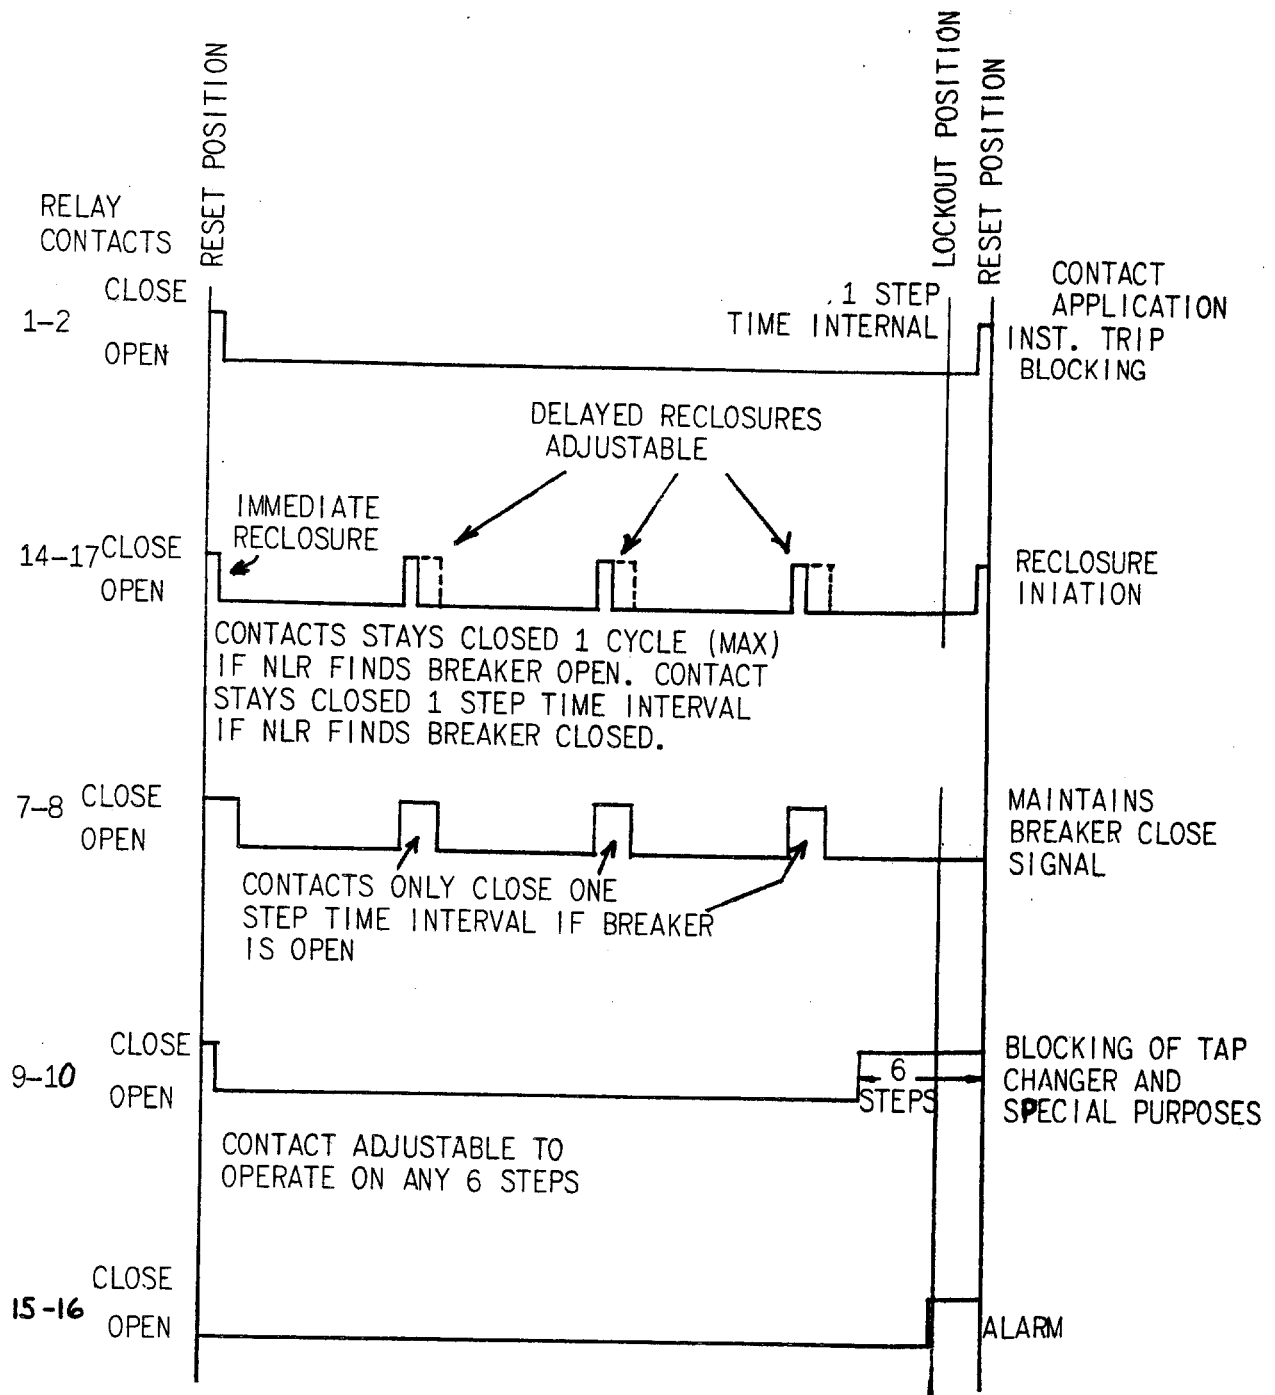 RESET POSITION
LOCKOUT POSITION
RESET POSITION
RELAY
CONTACTS
1-2
CLOSE
OPEN
.1 STEP
TIME INTERNAL
CONTACT
APPLICATION
INST. TRIP
BLOCKING
DELAYED RECLOSURES
ADJUSTABLE
IMMEDIATE
RECLOSURE
14-17
CLOSE
OPEN
RECLOSURE
INIATION
CONTACTS STAYS CLOSED 1 CYCLE (MAX)
IF NLR FINDS BREAKER OPEN. CONTACT
STAYS CLOSED 1 STEP TIME INTERVAL
IF NLR FINDS BREAKER CLOSED.
7-8
CLOSE
OPEN
MAINTAINS
BREAKER CLOSE
SIGNAL
CONTACTS ONLY CLOSE ONE
STEP TIME INTERVAL IF BREAKER
IS OPEN
9-10
CLOSE
OPEN
6
STEPS
BLOCKING OF TAP
CHANGER AND
SPECIAL PURPOSES
CONTACT ADJUSTABLE TO
OPERATE ON ANY 6 STEPS
15-16
CLOSE
OPEN
ALARM